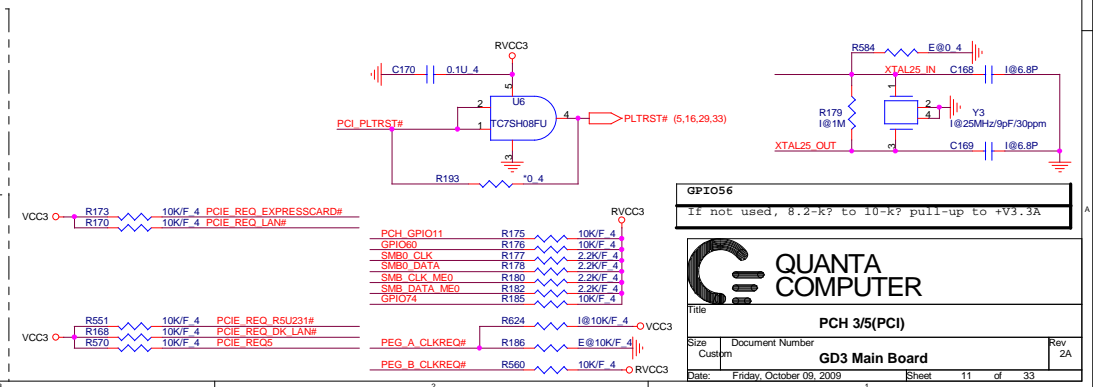 RVCC3
C170 0.1U_4
5
U6
2
1
4
3
TC7SH08FU
PCI_PLTRST#
PLTRST# (5,16,29,33)
R193 *0_4
R584 E@0_4
XTAL25_IN C168 I@6.8P
R179
I@1M
1
2
4
3
Y3
I@25MHz/9pF/30ppm
XTAL25_OUT C169 I@6.8P
VCC3
R173 10K/F_4 PCIE_REQ_EXPRESSCARD#
R170 10K/F_4 PCIE_REQ_LAN#
RVCC3
PCH_GPIO11 R175 10K/F_4
GPIO60 R176 10K/F_4
SMB0_CLK R177 2.2K/F_4
SMB0_DATA R178 2.2K/F_4
SMB_CLK_ME0 R180 2.2K/F_4
SMB_DATA_ME0 R182 2.2K/F_4
GPIO74 R185 10K/F_4
VCC3
R551 10K/F_4 PCIE_REQ_R5U231#
R168 10K/F_4 PCIE_REQ_DK_LAN#
R570 10K/F_4 PCIE_REQ5
R624 I@10K/F_4 VCC3
PEG_A_CLKREQ# R186 E@10K/F_4
PEG_B_CLKREQ# R560 10K/F_4 RVCC3
GPIO56
If not used, 8.2-k? to 10-k? pull-up to +V3.3A
A
QUANTA
COMPUTER
Title
PCH 3/5(PCI)
Size Document Number Rev
Custom GD3 Main Board 2A
Date: Friday, October 09, 2009 Sheet 11 of 33